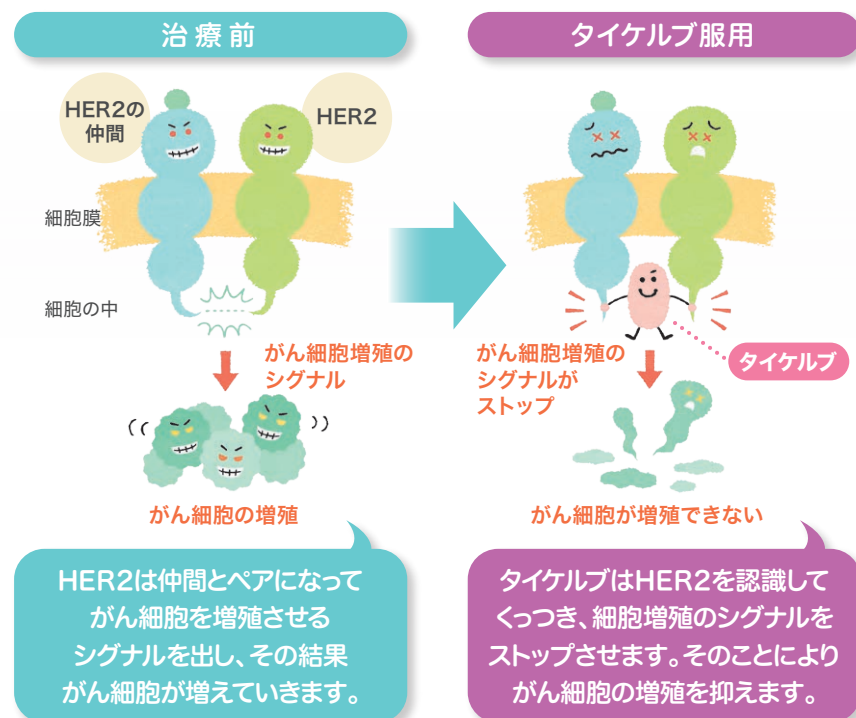 治療前
HER2の
仲間
HER2
細胞膜
細胞の中
がん細胞増殖の
シグナル
がん細胞の増殖
HER2は仲間とペアになって
がん細胞を増殖させる
シグナルを出し、その結果
がん細胞が増えていきます。
タイケルブ服用
がん細胞増殖の
シグナルが
ストップ
タイケルブ
がん細胞が増殖できない
タイケルブはHER2を認識して
くっつき、細胞増殖のシグナルを
ストップさせます。そのことにより
がん細胞の増殖を抑えます。